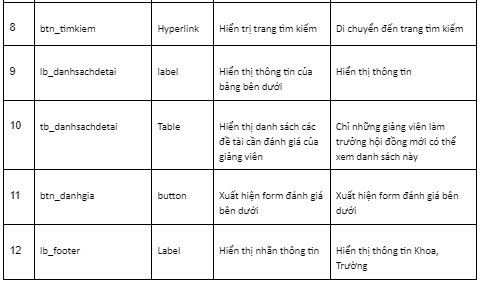 8 btn_timkiem Hyperlink Hiển trị trang tìm kiếm Di chuyển đến trang tìm kiếm
9 lb_danhsachdetai label Hiển thị thông tin của Hiển thị thông tin
bảng bên dưới
10 tb_danhsachdetai Table Hiển thị danh sách các Chỉ những giảng viên làm
đề tài cần đánh giá của trưởng hội đồng mới có thể
giảng viên xem danh sách này
11 btn_danhgia button Xuất hiện form đánh giá Xuất hiện form đánh giá bên
bên dưới dưới
12 lb_footer Label Hiển thị nhãn thông tin Hiển thị thông tin Khoa,
Trường